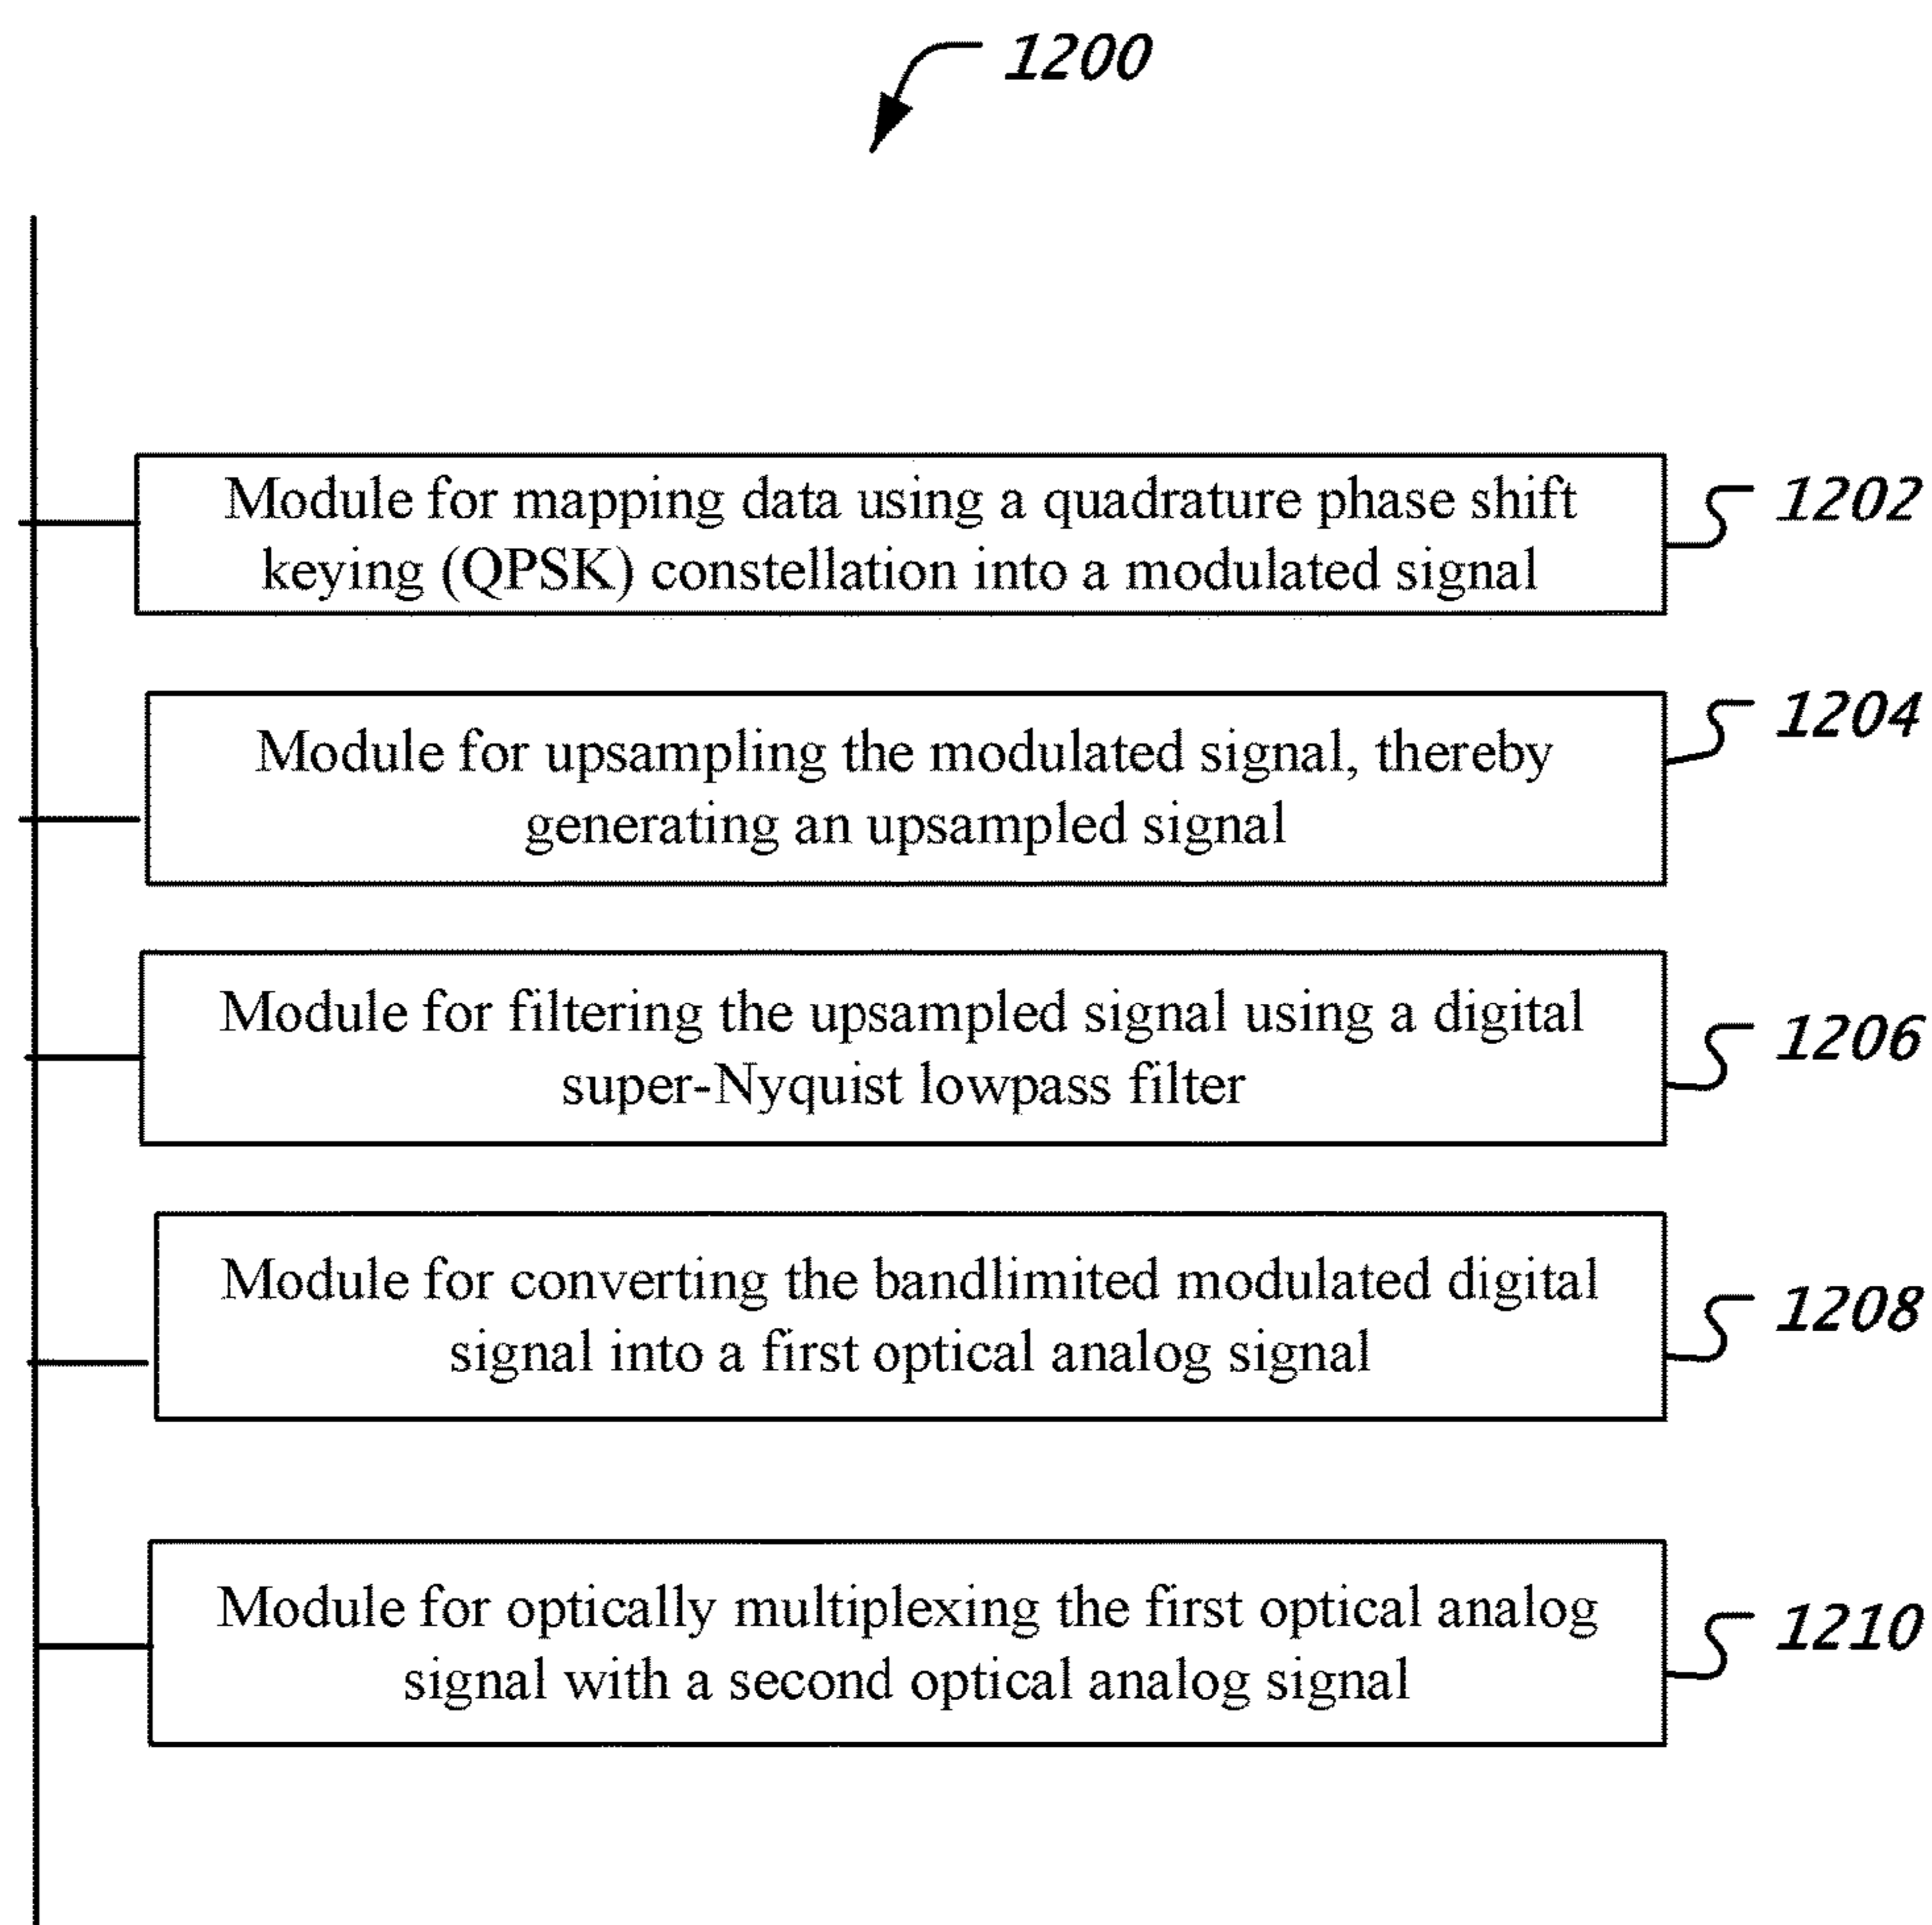 1200
Module for mapping data using a quadrature phase shift
keying (QPSK) constellation into a modulated signal
1202
Module for upsampling the modulated signal, thereby
generating an upsampled signal
1204
Module for filtering the upsampled signal using a digital
super-Nyquist lowpass filter
1206
Module for converting the bandlimited modulated digital
signal into a first optical analog signal
1208
Module for optically multiplexing the first optical analog
signal with a second optical analog signal
1210